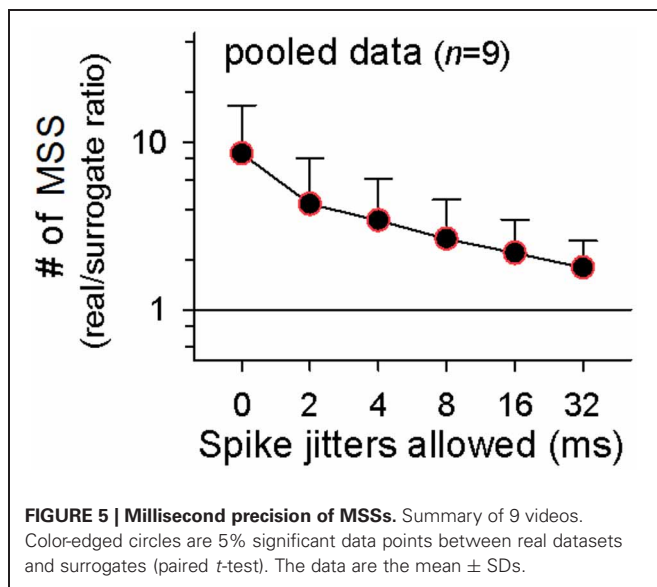 pooled data (n=9)
# of MSS
(real/surrogate ratio)
10
1
0 2 4 8 16 32
Spike jitters allowed (ms)
FIGURE 5 | Millisecond precision of MSSs. Summary of 9 videos.
Color-edged circles are 5% significant data points between real datasets
and surrogates (paired t-test). The data are the mean ± SDs.